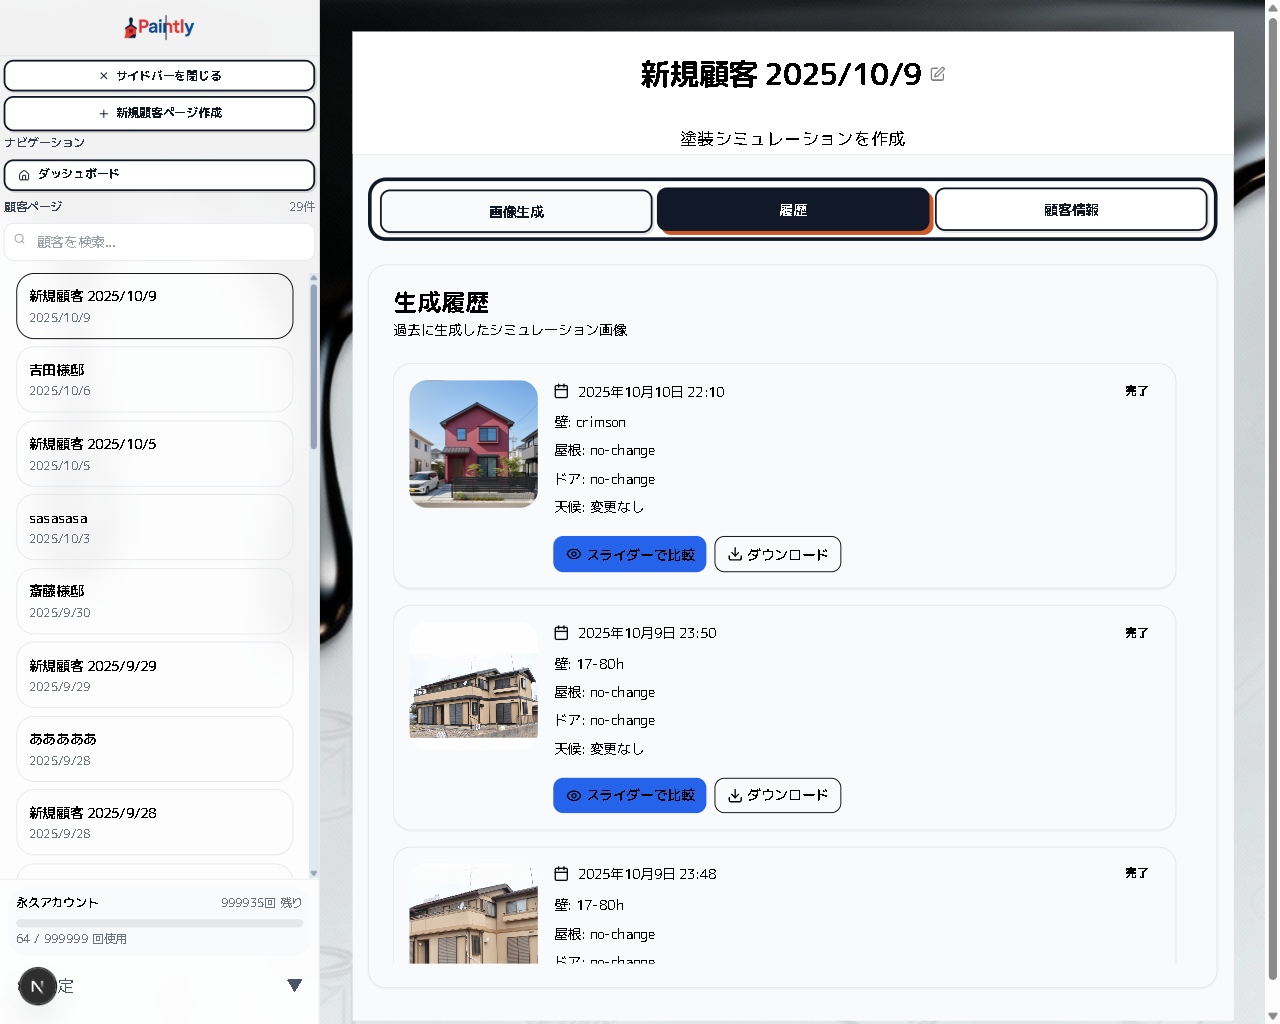 Paintly
× サイドバーを閉じる
+ 新規顧客ページ作成
ナビゲーション
ダッシュボード
顧客ページ 29件
顧客を検索...
新規顧客 2025/10/9
2025/10/9
吉田様邸
2025/10/6
新規顧客 2025/10/5
2025/10/5
sasasasa
2025/10/3
斎藤様邸
2025/9/30
新規顧客 2025/9/29
2025/9/29
あああああ
2025/9/28
新規顧客 2025/9/28
2025/9/28
永久アカウント 999935回 残り
64 / 999999 回使用
N 定 ▼
新規顧客 2025/10/9
塗装シミュレーションを作成
画像生成 履歴 顧客情報
生成履歴
過去に生成したシミュレーション画像
2025年10月10日 22:10 完了
壁: crimson
屋根: no-change
ドア: no-change
天候: 変更なし
スライダーで比較 ダウンロード
2025年10月9日 23:50 完了
壁: 17-80h
屋根: no-change
ドア: no-change
天候: 変更なし
スライダーで比較 ダウンロード
2025年10月9日 23:48 完了
壁: 17-80h
屋根: no-change
ドア: no-change